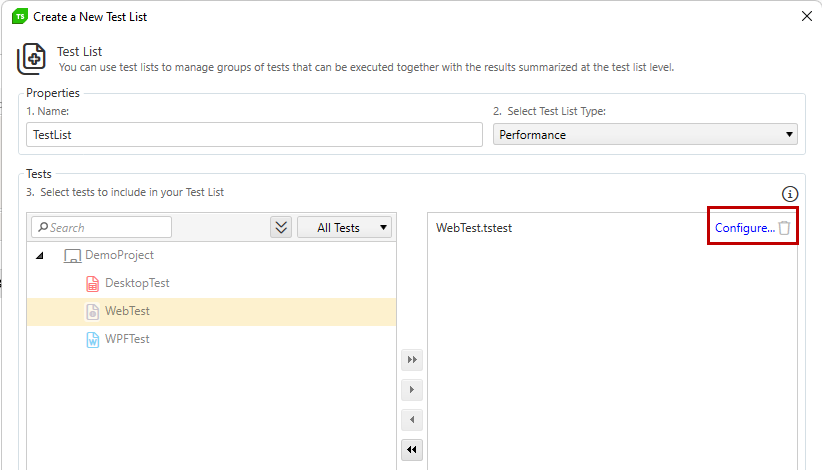 TS Create a New Test List
Test List
You can use test lists to manage groups of tests that can be executed together with the results summarized at the test list level.
Properties
1. Name:
2. Select Test List Type:
TestList
Performance
Tests
3. Select tests to include in your Test List
Search
All Tests
WebTest.tstest
Configure...
DemoProject
DesktopTest
WebTest
WPFTest